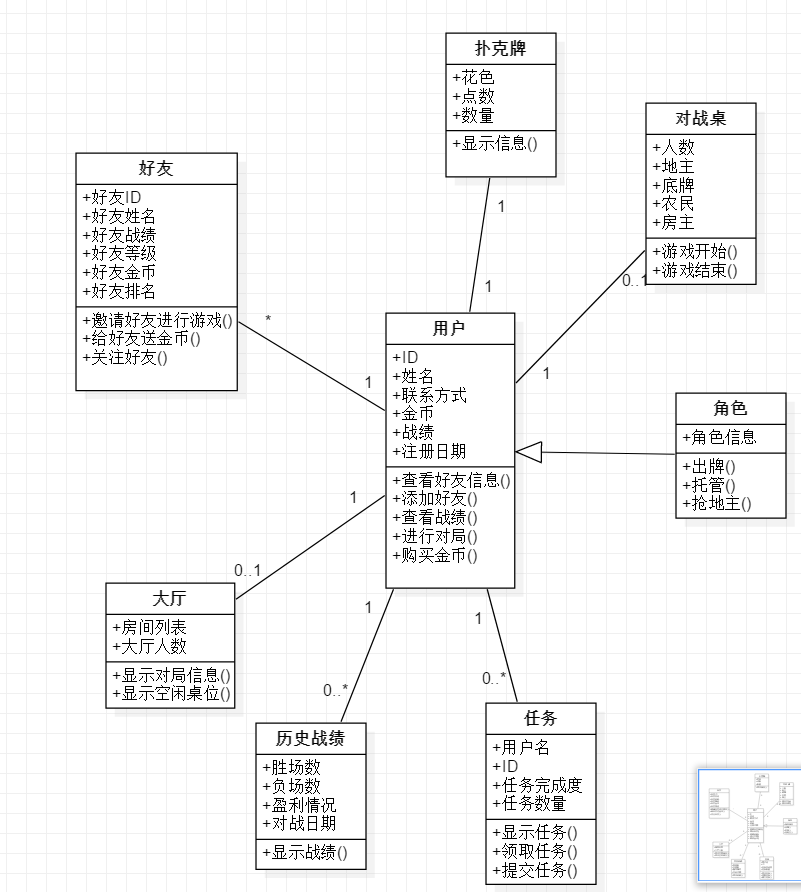 扑克牌
+花色
+点数
+数量
+显示信息()
对战桌
+人数
+地主
+底牌
+农民
+房主
+游戏开始()
+游戏结束()
好友
+好友ID
+好友姓名
+好友战绩
+好友等级
+好友金币
+好友排名
+邀请好友进行游戏()
+给好友送金币()
+关注好友()
1
1
0..1
1
*
1
用户
+ID
+姓名
+联系方式
+金币
+战绩
+注册日期
+查看好友信息()
+添加好友()
+查看战绩()
+进行对局()
+购买金币()
角色
+角色信息
+出牌()
+托管()
+抢地主()
1
0..1
大厅
+房间列表
+大厅人数
+显示对局信息()
+显示空闲桌位()
1
0..*
1
0..*
历史战绩
+胜场数
+负场数
+盈利情况
+对战日期
+显示战绩()
任务
+用户名
+ID
+任务完成度
+任务数量
+显示任务()
+领取任务()
+提交任务()